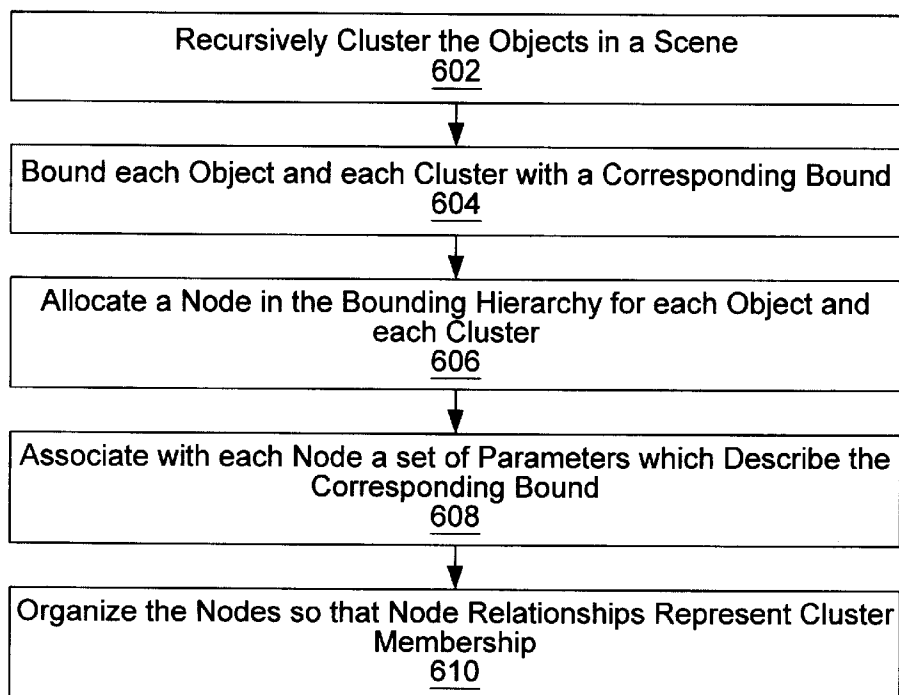 Recursively Cluster the Objects in a Scene
602
Bound each Object and each Cluster with a Corresponding Bound
604
Allocate a Node in the Bounding Hierarchy for each Object and
each Cluster
606
Associate with each Node a set of Parameters which Describe the
Corresponding Bound
608
Organize the Nodes so that Node Relationships Represent Cluster
Membership
610